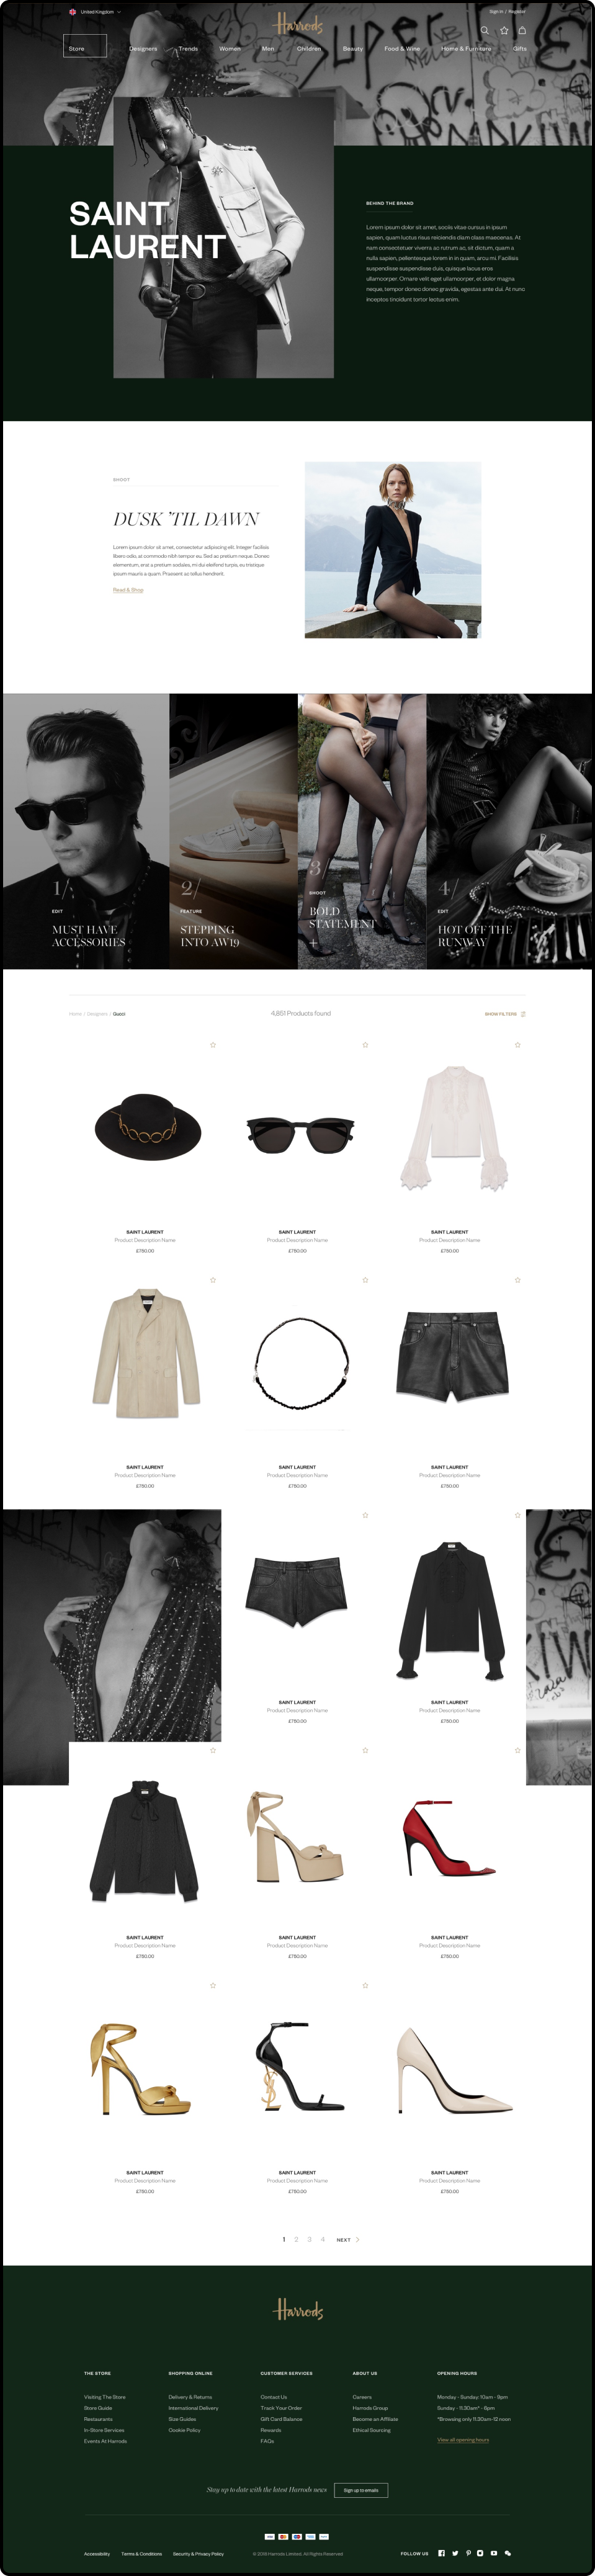 United Kingdom
Harrods
Sign in / Register
Store Designers Trends Women Men Children Beauty Food & Wine Home & Furniture Gifts
SAINT
LAURENT
BEHIND THE BRAND
Lorem ipsum dolor sit amet, sociis vitae cursus in ipsum
sapien, quam luctus risus reiciendis diam class maecenas. At
nam consectetuer viverra ac rutrum ac, sit dictum, quam a
nulla sapien, pellentesque lorem in in quam, arcu mi. Facilisis
suspendisse suspendisse duis, quisque lacus eros
ullamcorper. Ornare velit eget ullamcorper, et dolor magna
neque, tempor doneo doneo gravida, egestas ante dui. At nunc
inceptos tincidunt tortor lectus enim.
SHOOT
DUSK 'TIL DAWN
Lorem ipsum dolor sit amet, consectetur adipiscing elit. Integer facilisis
libero odio, at commodo nibh tempor eu. Sed ac pretium neque. Donec
elementum, erat a pretium sodales, mi dui eleifend turpis, eu tristique
ipsum mauris a quam. Praesent ac tellus hendrerit.
Read & Shop
1/
EDIT
MUST HAVE
ACCESSORIES
2/
FEATURE
STEPPING
INTO AW19
3/
SHOOT
BOLD
STATEMENT
4/
EDIT
HOT OFF THE
RUNWAY
Home / Designers / Gucci
4,851 Products found
SHOW FILTERS
SAINT LAURENT
Product Description Name
£750.00
SAINT LAURENT
Product Description Name
£750.00
SAINT LAURENT
Product Description Name
£750.00
SAINT LAURENT
Product Description Name
£750.00
SAINT LAURENT
Product Description Name
£750.00
SAINT LAURENT
Product Description Name
£750.00
SAINT LAURENT
Product Description Name
£750.00
SAINT LAURENT
Product Description Name
£750.00
SAINT LAURENT
Product Description Name
£750.00
SAINT LAURENT
Product Description Name
£750.00
SAINT LAURENT
Product Description Name
£750.00
SAINT LAURENT
Product Description Name
£750.00
SAINT LAURENT
Product Description Name
£750.00
SAINT LAURENT
Product Description Name
£750.00
1 2 3 4 NEXT
Harrods
THE STORE
Visiting The Store
Store Guide
Restaurants
In-Store Services
Events At Harrods
SHOPPING ONLINE
Delivery & Returns
International Delivery
Size Guides
Cookie Policy
CUSTOMER SERVICES
Contact Us
Track Your Order
Gift Card Balance
Rewards
FAQs
ABOUT US
Careers
Harrods Group
Become an Affiliate
Ethical Sourcing
OPENING HOURS
Monday - Sunday: 10am - 9pm
Sunday - 11.30am* - 6pm
*Browsing only 11.30am-12 noon
View all opening hours
Stay up to date with the latest Harrods news
Sign up to emails
Accessibility Terms & Conditions Security & Privacy Policy
© 2018 Harrods Limited. All Rights Reserved
FOLLOW US